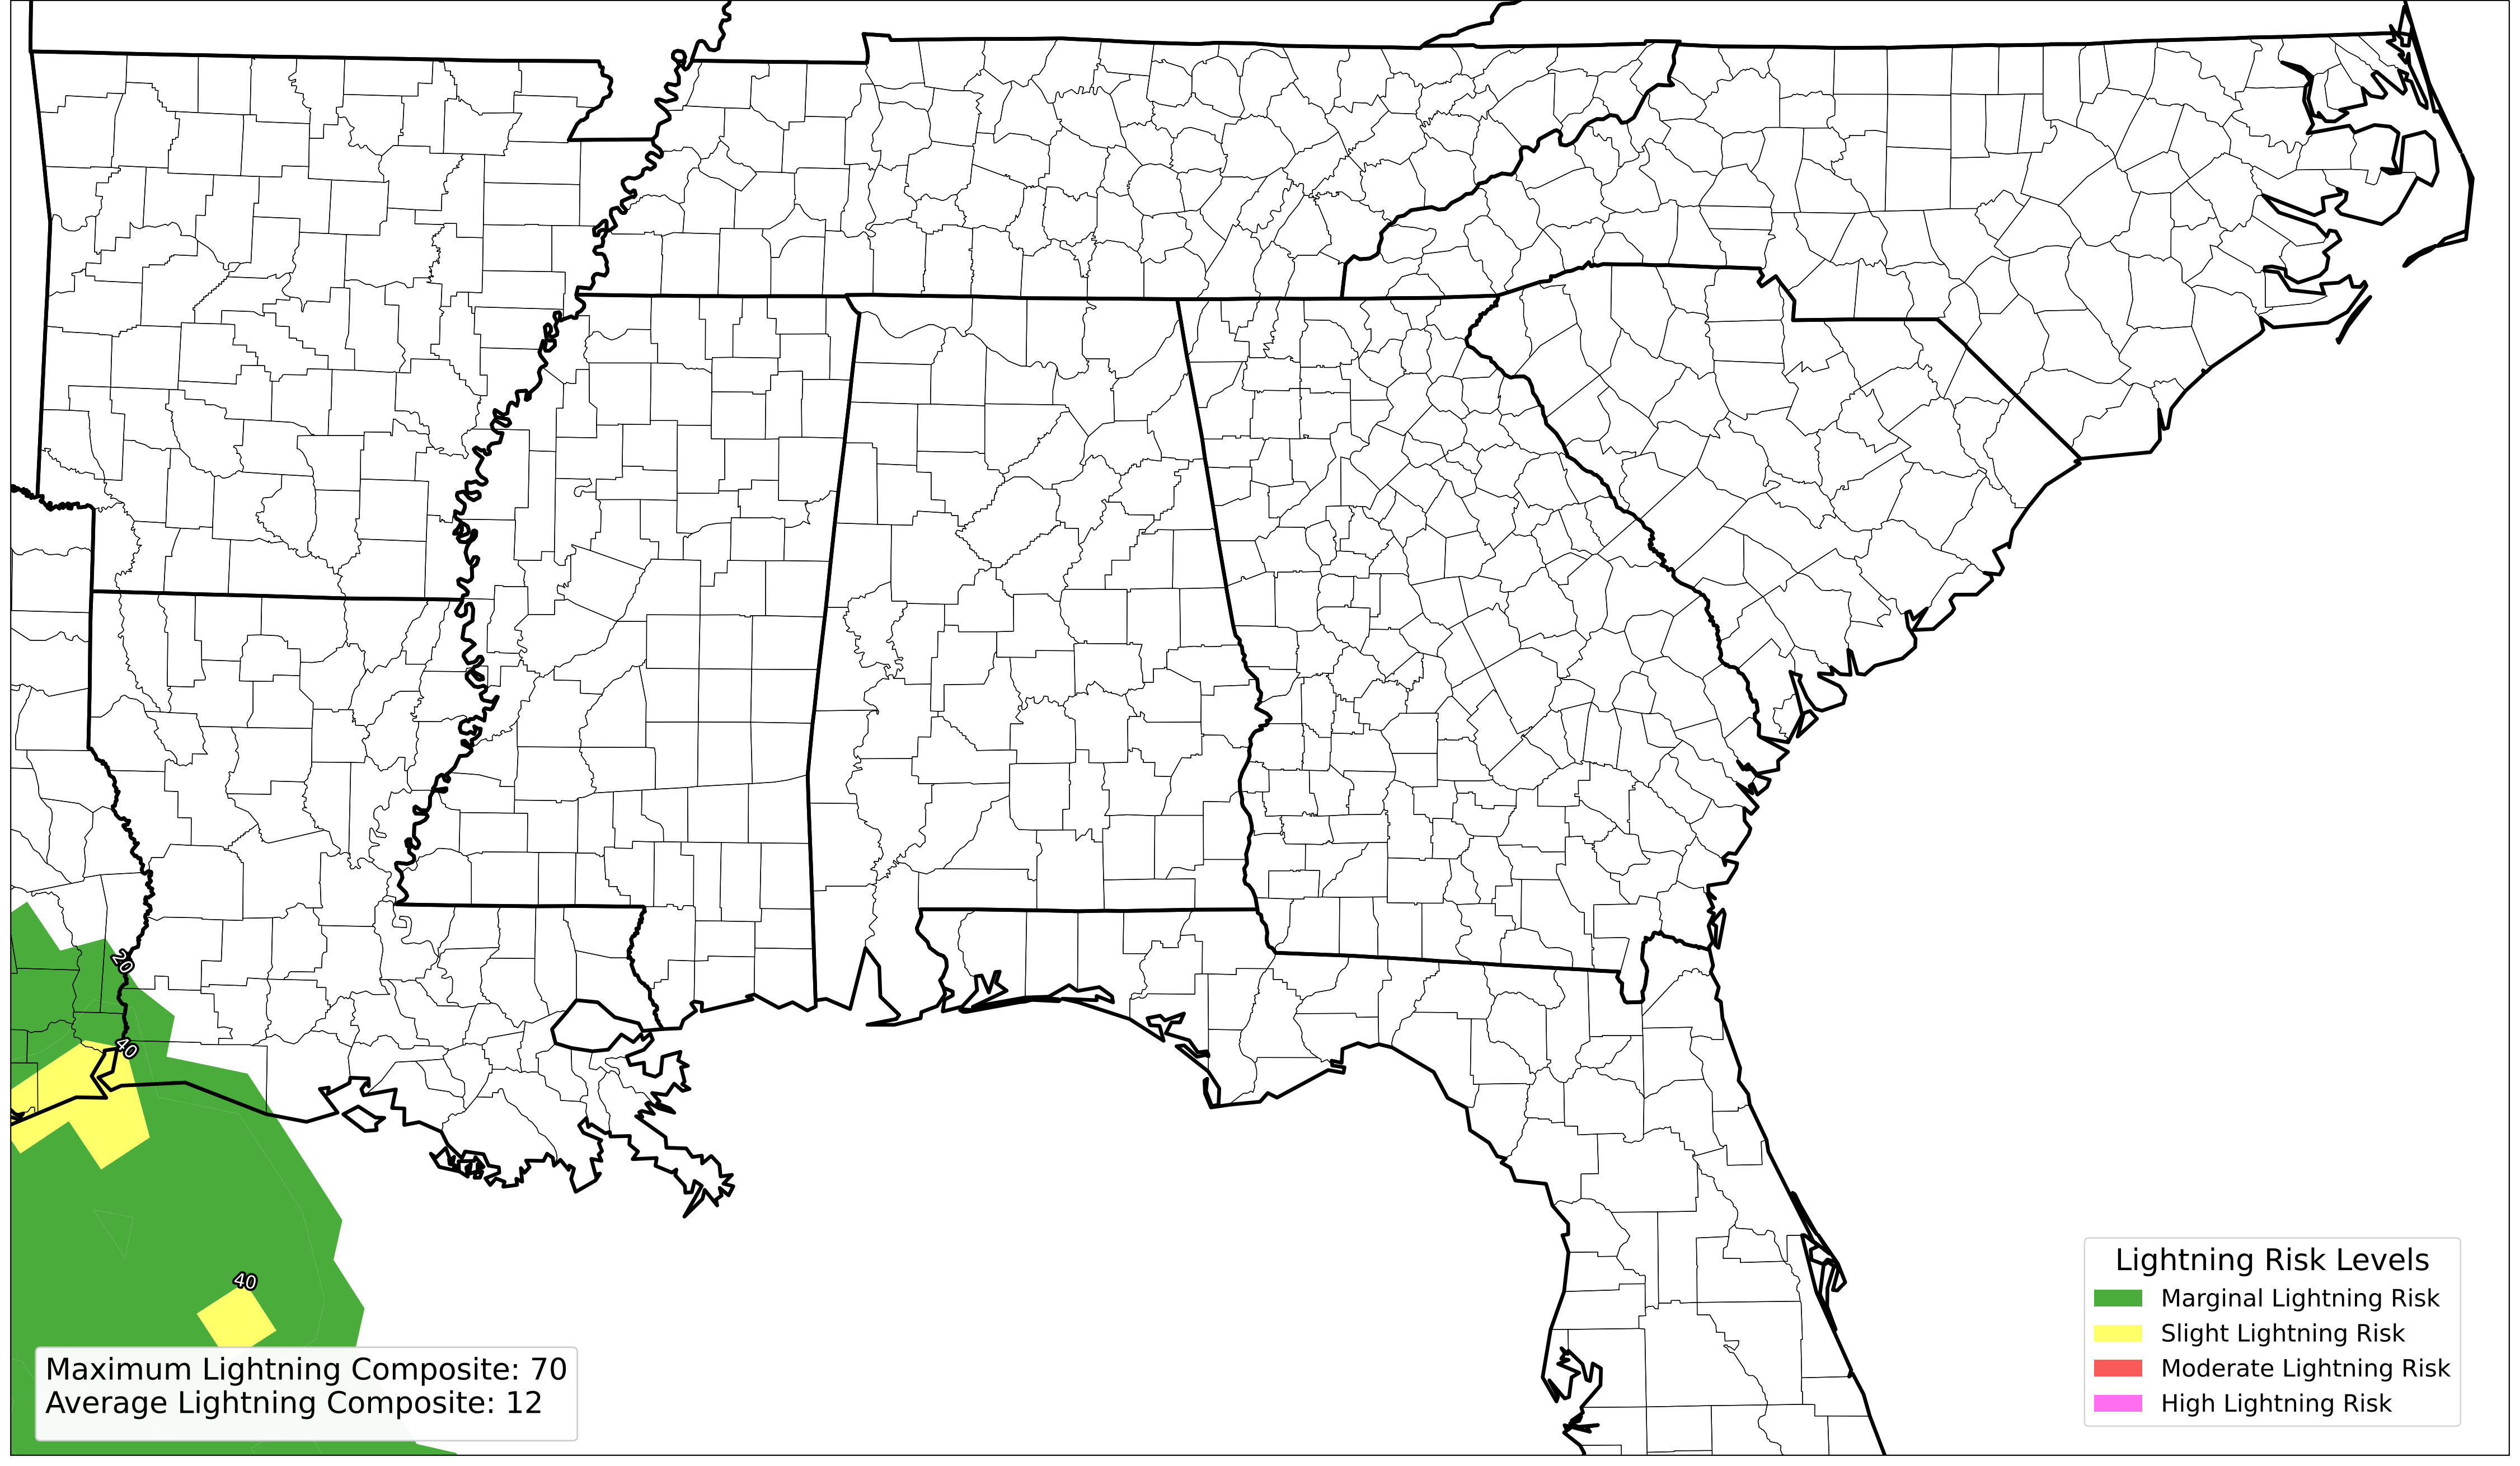 20
40
40
Maximum Lightning Composite: 70
Average Lightning Composite: 12
Lightning Risk Levels
Marginal Lightning Risk
Slight Lightning Risk
Moderate Lightning Risk
High Lightning Risk